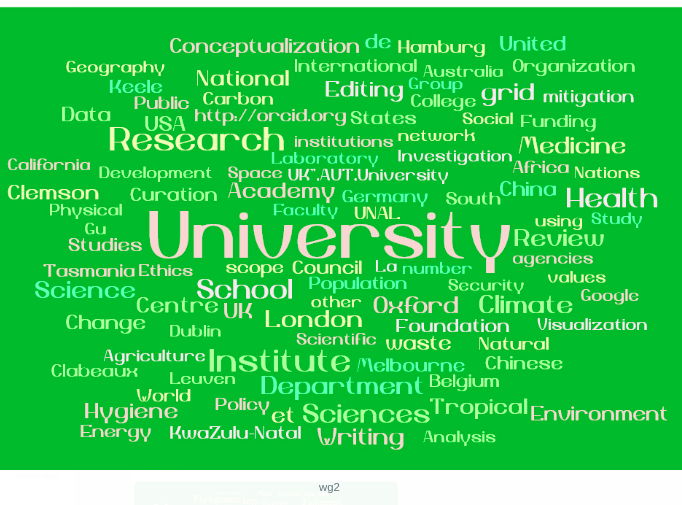 Conceptualization de Hamburg United
Geography International Australia Organization
Keele National Editing Group grid mitigation
Public Carbon College
Data USA http://orcid.org States Social Funding
Research institutions network Medicine
California Laboratory Investigation Africa Nations
Development Space UK",AUT,University
Clemson Curation Academy Germany South China Health
Physical Faculty UNAL using Study
Gu University Review
Studies agencies
Tasmania Ethics scope Council La number values
Science School Population Security Google
Centre UK other Oxford Climate
Change London Foundation Visualization
Dublin Scientific waste Natural
Agriculture Institute Melbourne Chinese
Clabeaux Leuven Department Belgium
World Policy
Hygiene et Sciences Tropical Environment
Energy KwaZulu-Natal Writing Analysis
wg2